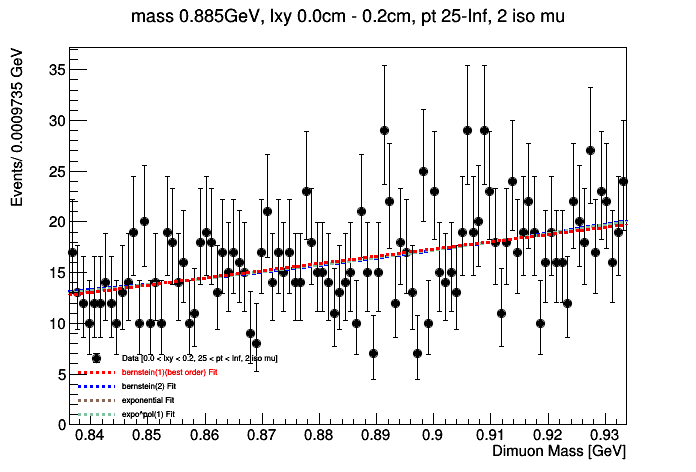 mass 0.885GeV, lxy 0.0cm - 0.2cm, pt 25-Inf, 2 iso mu
Events/ 0.0009735 GeV
35
30
25
20
15
10
5
0
Data [0.0 < lxy < 0.2, 25 < pt < Inf, 2 iso mu]
bernstein(1)(best order) Fit
bernstein(2) Fit
exponential Fit
expo*pol(1) Fit
0.84 0.85 0.86 0.87 0.88 0.89 0.9 0.91 0.92 0.93
Dimuon Mass [GeV]